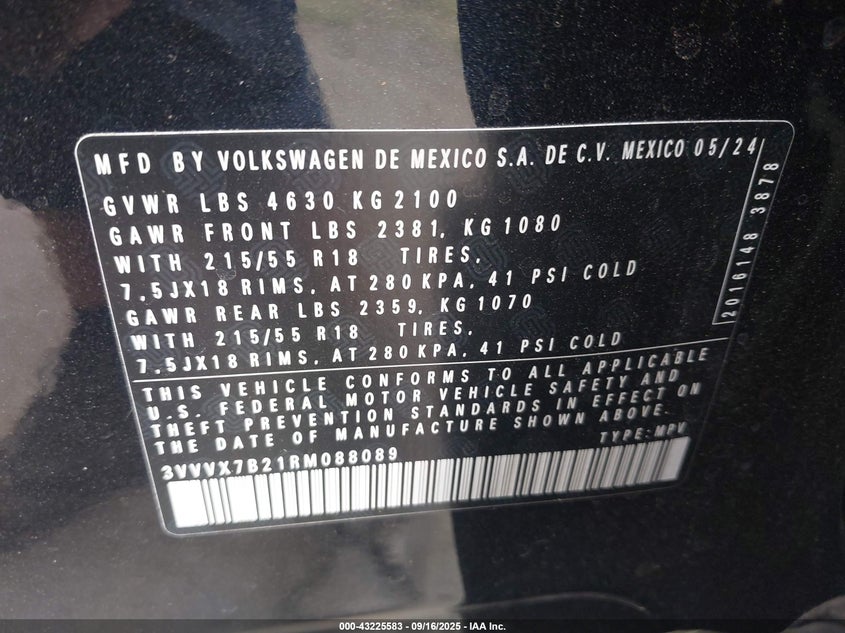 MFD BY VOLKSWAGEN DE MEXICO S.A. DE C.V. MEXICO 05/24
GVWR LBS 4630 KG 2100
GAWR FRONT LBS 2381, KG 1080
WITH 215/55 R18 TIRES,
7,5JX18 RIMS, AT 280 KPA, 41 PSI COLD
GAWR REAR LBS 2359, KG 1070
WITH 215/55 R18 TIRES,
7,5JX18 RIMS, AT 280 KPA, 41 PSI COLD
2016148 3878
THIS VEHICLE CONFORMS TO ALL APPLICABLE
U.S. FEDERAL MOTOR VEHICLE SAFETY AND
THEFT PREVENTION STANDARDS IN EFFECT ON
THE DATE OF MANUFACTURE SHOWN ABOVE.
TYPE: MPV
3VVVX7B21RM088089
000-43225583 - 09/16/2025 - IAA Inc.